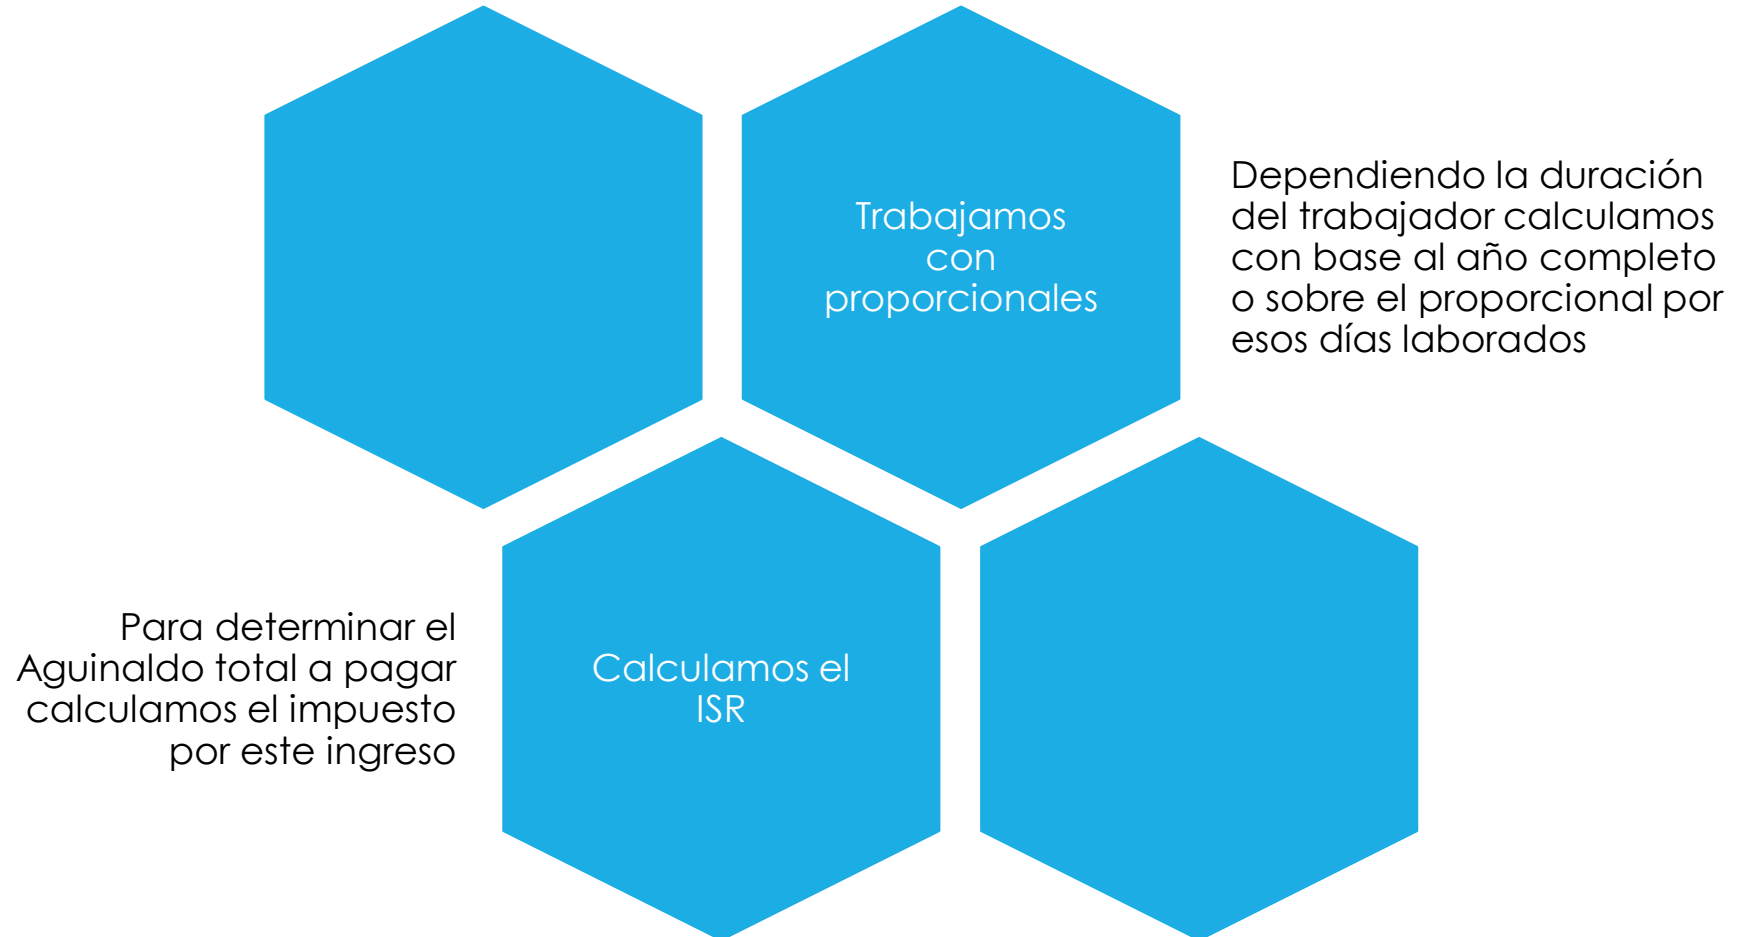 Trabajamos
con
proporcionales
Dependiendo la duración
del trabajador calculamos
con base al año completo
o sobre el proporcional por
esos días laborados
Para determinar el
Aguinaldo total a pagar
calculamos el impuesto
por este ingreso
Calculamos el
ISR